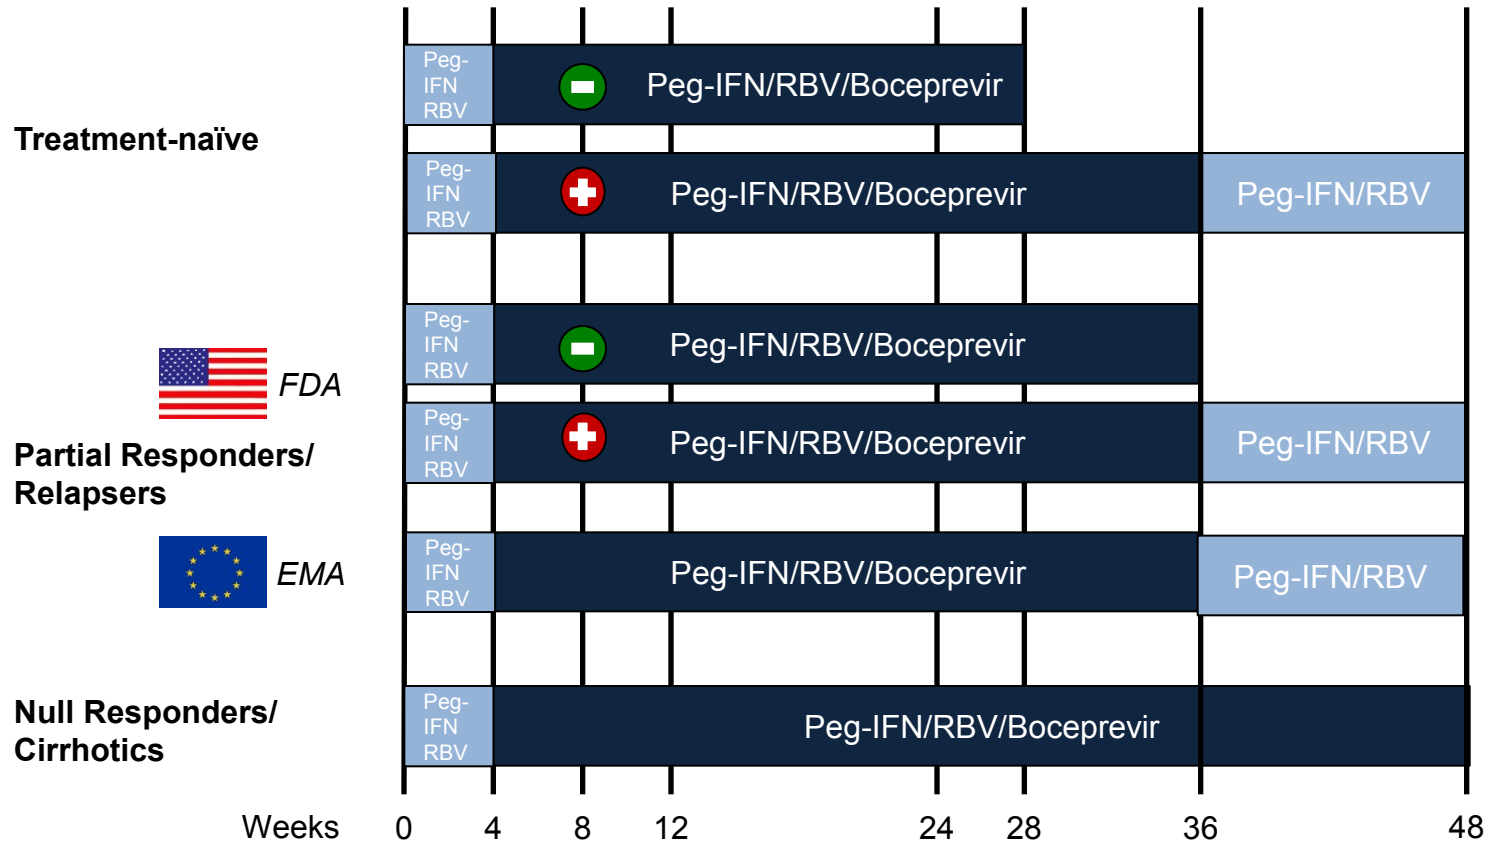 Peg-
IFN
RBV
Peg-IFN/RBV/Boceprevir
Treatment-naïve
Peg-
IFN
RBV
Peg-IFN/RBV/Boceprevir
Peg-IFN/RBV
Peg-
IFN
RBV
Peg-IFN/RBV/Boceprevir
FDA
Peg-
IFN
RBV
Peg-IFN/RBV/Boceprevir
Peg-IFN/RBV
Partial Responders/
Relapsers
EMA
Peg-
IFN
RBV
Peg-IFN/RBV/Boceprevir
Peg-IFN/RBV
Null Responders/
Cirrhotics
Peg-
IFN
RBV
Peg-IFN/RBV/Boceprevir
Weeks 0 4 8 12 24 28 36 48